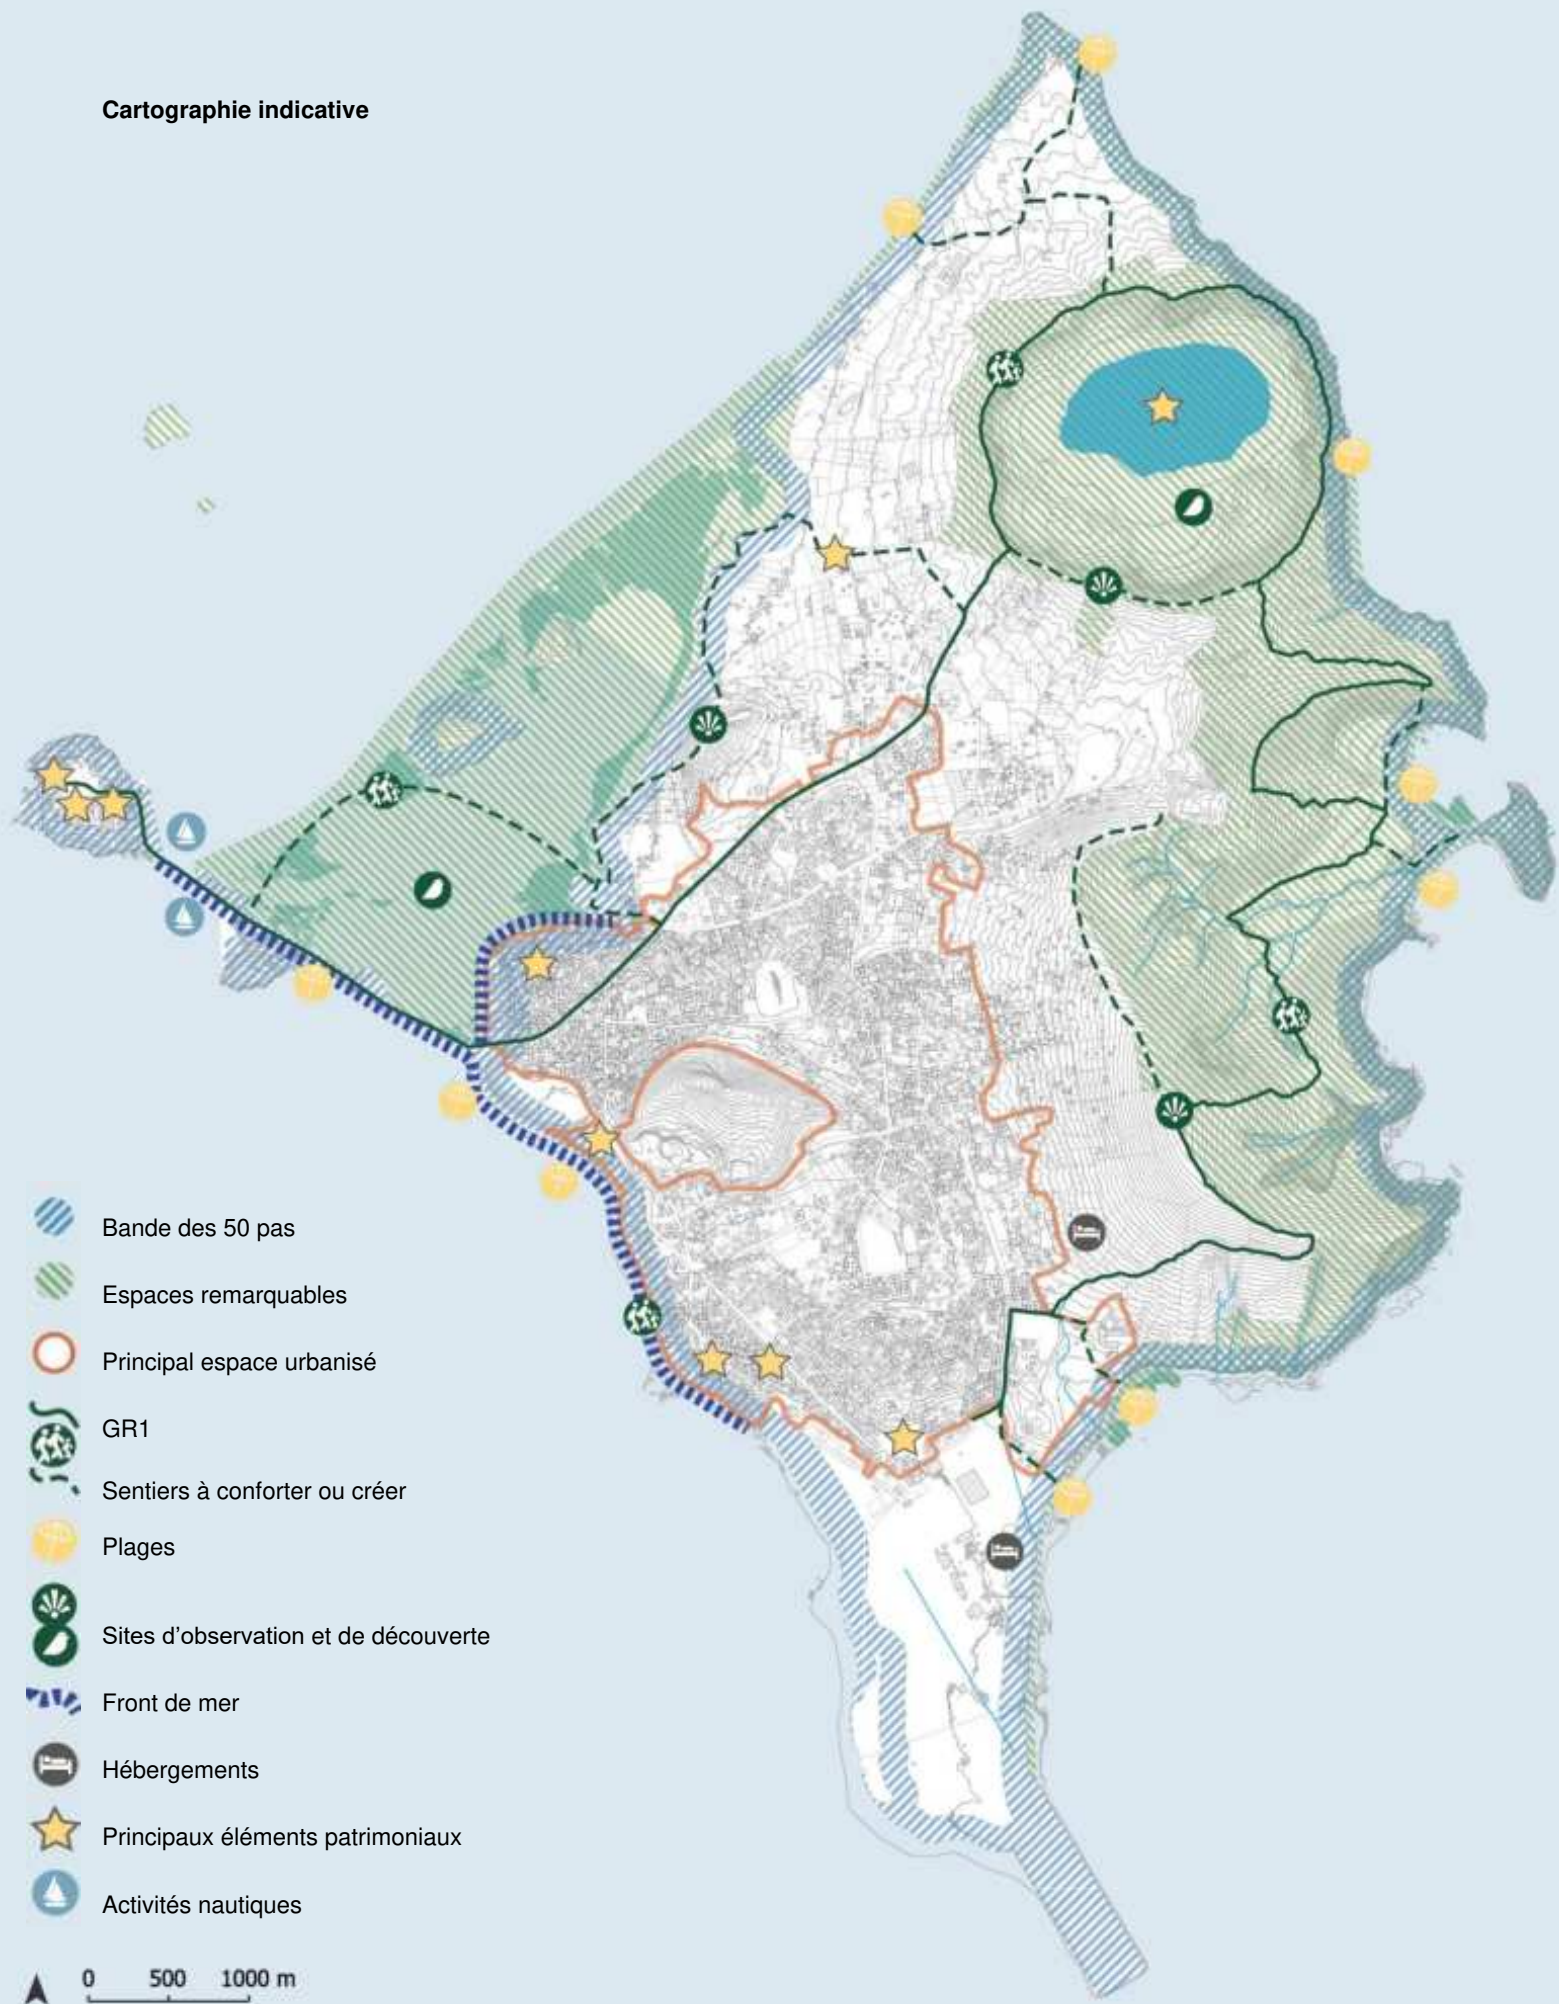 Cartographie indicative
Bande des 50 pas
Espaces remarquables
Principal espace urbanisé
GR1
Sentiers à conforter ou créer
Plages
Sites d’observation et de découverte
Front de mer
Hébergements
Principaux éléments patrimoniaux
Activités nautiques
0 500 1000 m